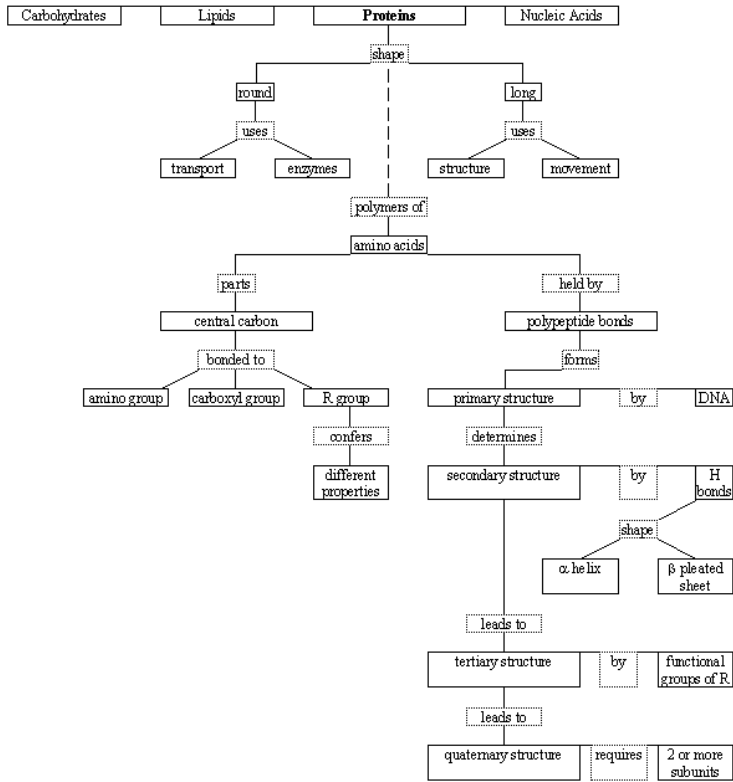 Carbohydrates Lipids Proteins Nucleic Acids
shape
round long
uses uses
transport enzymes structure movement
polymers of
amino acids
parts held by
central carbon polypeptide bonds
bonded to forms
amino group carboxyl group R group primary structure by DNA
confers determines
different
properties
secondary structure by H
bonds
shape
α helix β pleated
sheet
leads to
tertiary structure by functional
groups of R
leads to
quaternary structure requires 2 or more
subunits